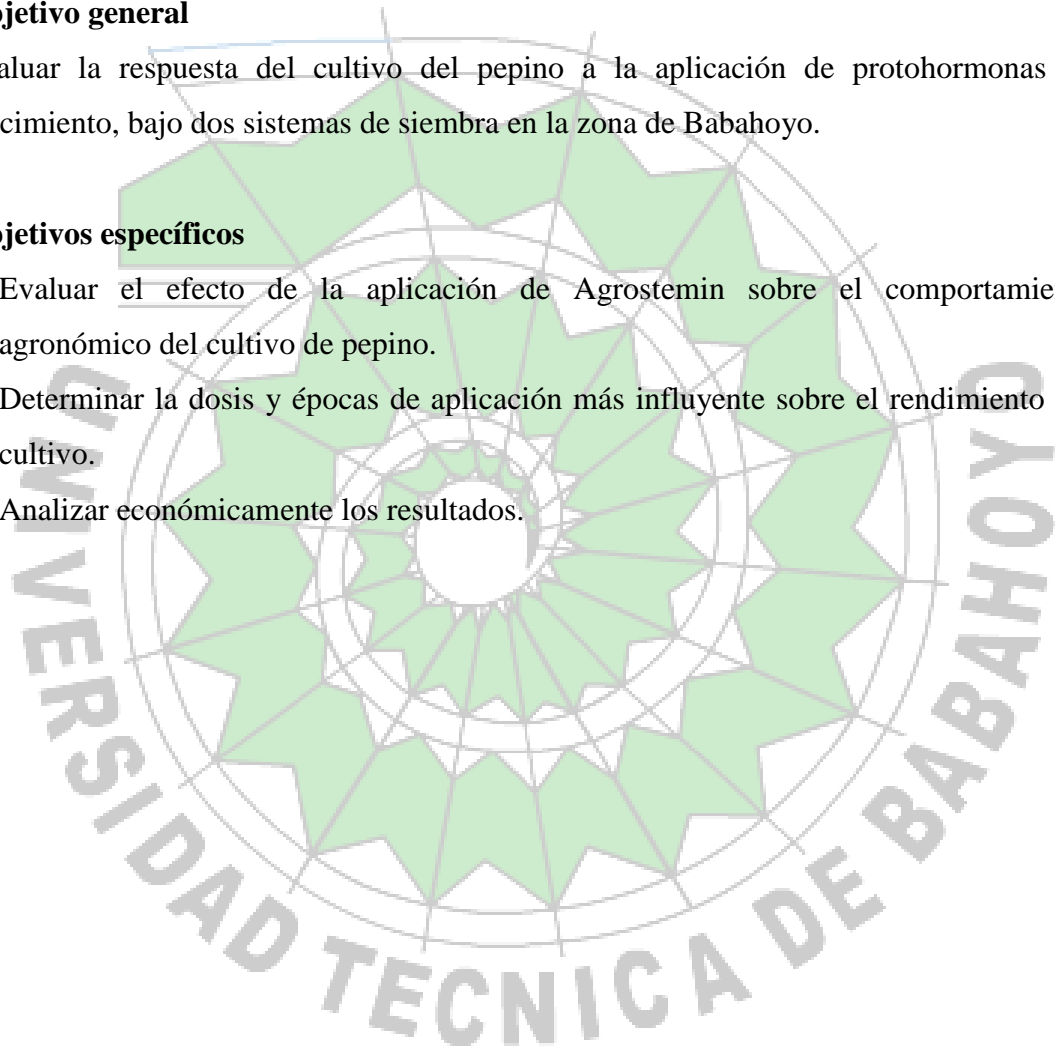 jetivo general
aluar la respuesta del cultivo del pepino a la aplicación de protohormonas
cimiento, bajo dos sistemas de siembra en la zona de Babahoyo.
jetivos específicos
Evaluar el efecto de la aplicación de Agrostemin sobre el comportamie
agronómico del cultivo de pepino.
Determinar la dosis y épocas de aplicación más influyente sobre el rendimiento
cultivo.
Analizar económicamente los resultados.
UNIVERSIDAD TECNICA DE BABAHOYO